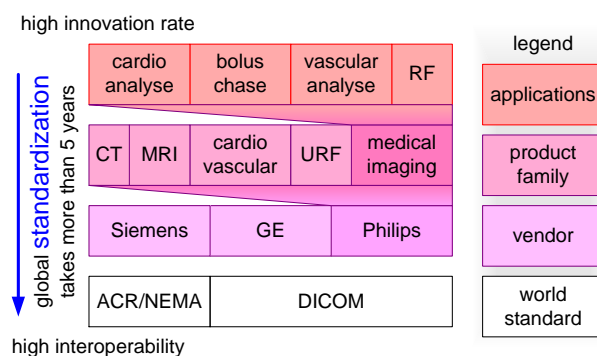 high innovation rate
global standardization
takes more than 5 years
cardio
analyse
bolus
chase
vascular
analyse
RF
CT
MRI
cardio
vascular
URF
medical
imaging
Siemens
GE
Philips
ACR/NEMA
DICOM
high interoperability
legend
applications
product
family
vendor
world
standard